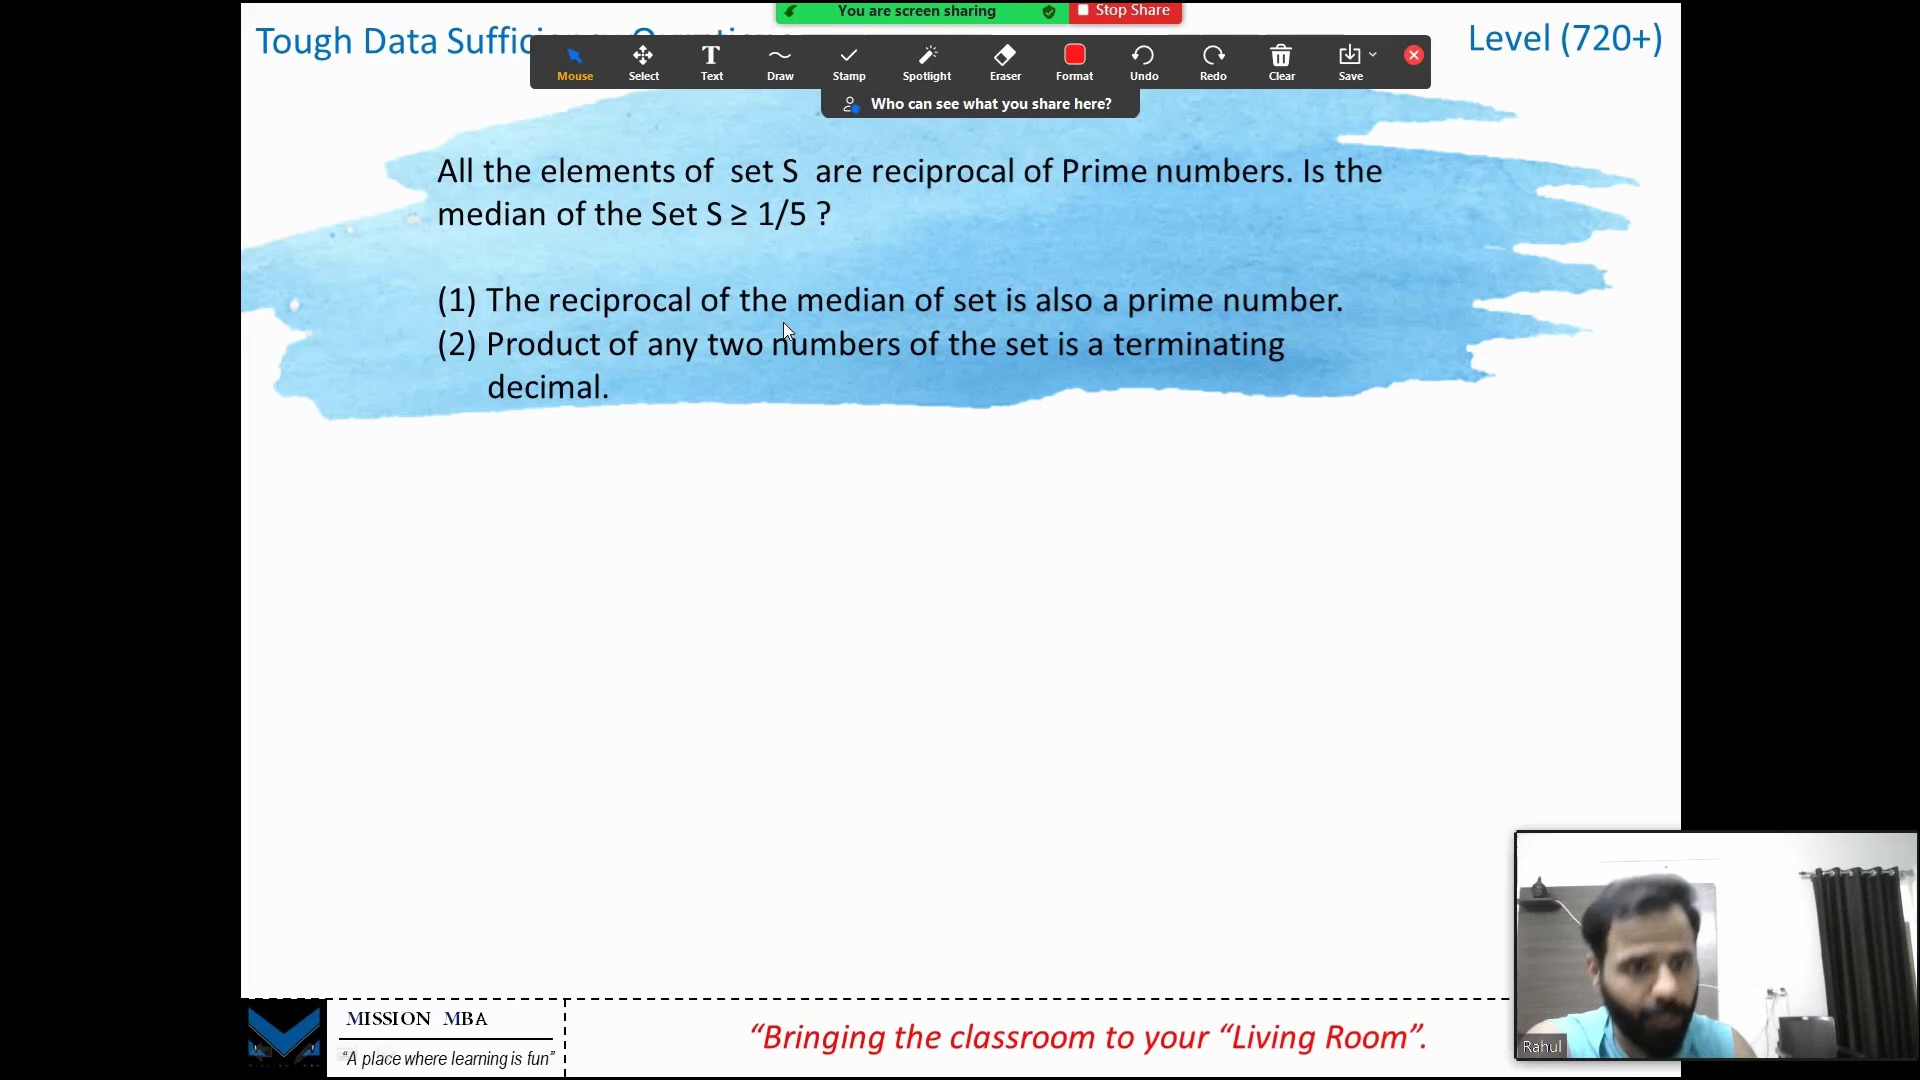 You are screen sharing
Stop Share
Tough Data
Level (720+)
Mouse
Select
Text
Draw
Stamp
Spotlight
Eraser
Format
Undo
Redo
Clear
Save
Who can see what you share here?
All the elements of set S are reciprocal of Prime numbers. Is the
median of the Set S ≥ 1/5 ?
(1) The reciprocal of the median of set is also a prime number.
(2) Product of any two numbers of the set is a terminating
decimal.
MISSION MBA
“A place where learning is fun”
“Bringing the classroom to your “Living Room”.
Rahul